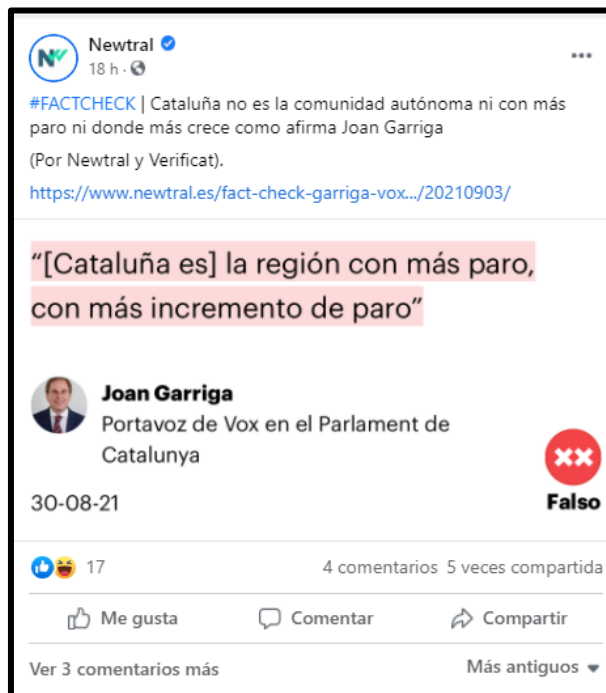 Newtral
18 h ·
#FACTCHECK | Cataluña no es la comunidad autónoma ni con más
paro ni donde más crece como afirma Joan Garriga
(Por Newtral y Verificat).
https://www.newtral.es/fact-check-garriga-vox.../20210903/
“[Cataluña es] la región con más paro,
con más incremento de paro”
Joan Garriga
Portavoz de Vox en el Parlament de
Catalunya
30-08-21
Falso
17 4 comentarios 5 veces compartida
Me gusta Comentar Compartir
Ver 3 comentarios más Más antiguos